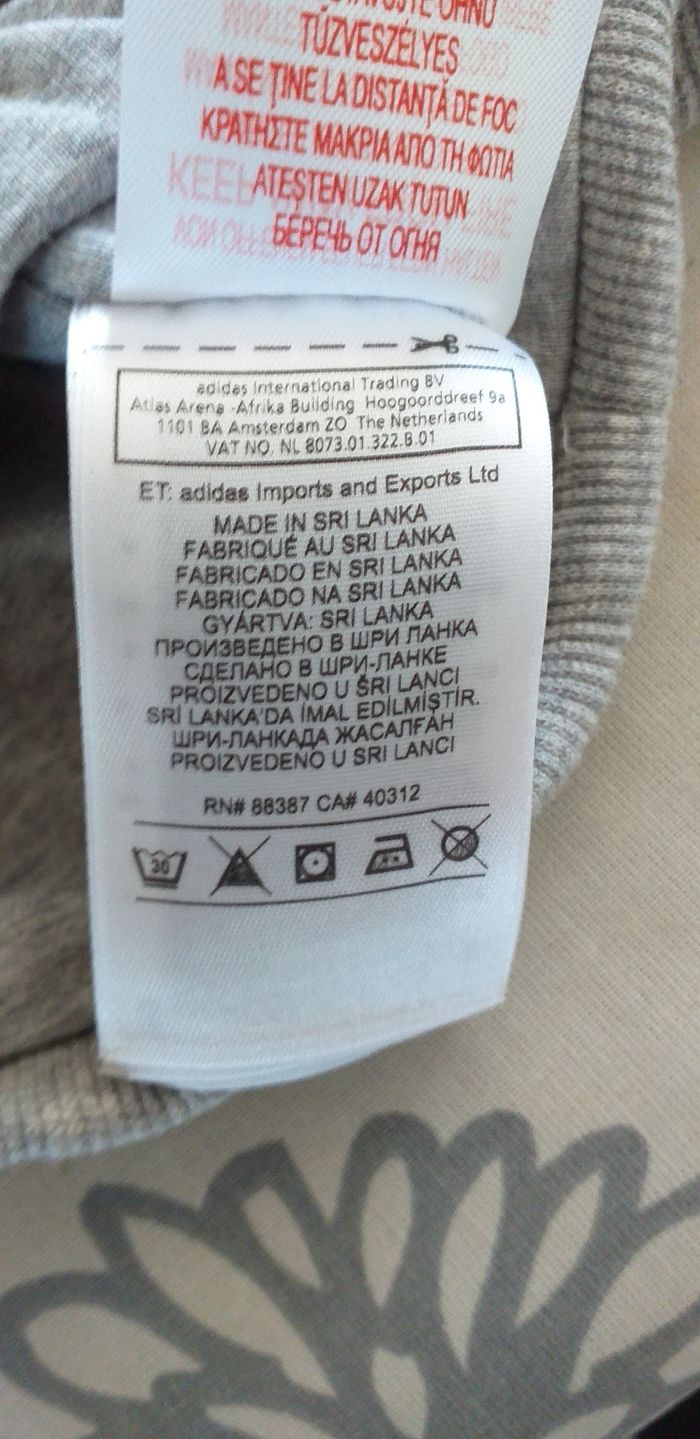 TŰZVESZÉLYES
A SE ȚINE LA DISTANȚĂ DE FOC
ΚΡΑΤΗΣΤΕ ΜΑΚΡΙΑ ΑΠΟ ΤΗ ΦΩΤΙΑ
ATEŞTEN UZAK TUTUN
БЕРЕЧЬ ОТ ОГНЯ
adidas International Trading BV
Atlas Arena -Afrika Building Hoogoorddreef 9a
1101 BA Amsterdam ZO The Netherlands
VAT NO. NL 8073.01.322.B.01
ET: adidas Imports and Exports Ltd
MADE IN SRI LANKA
FABRIQUÉ AU SRI LANKA
FABRICADO EN SRI LANKA
FABRICADO NA SRI LANKA
GYÁRTVA: SRI LANKA
ПРОИЗВЕДЕНО В ШРИ ЛАНКА
СДЕЛАНО В ШРИ-ЛАНКЕ
PROIZVEDENO U ŠRI LANCI
SRİ LANKA'DA İMAL EDİLMİŞTİR.
ШРИ-ЛАНКАДА ЖАСАЛҒАН
PROIZVEDENO U SRI LANCI
RN# 88387 CA# 40312
30